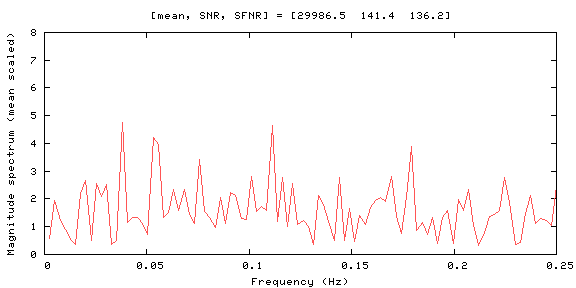 [mean, SNR, SFNR] = [29986.5  141.4  136.2]
8
7
6
5
4
3
2
1
0
Magnitude spectrum (mean scaled)
0 0.05 0.1 0.15 0.2 0.25
Frequency (Hz)